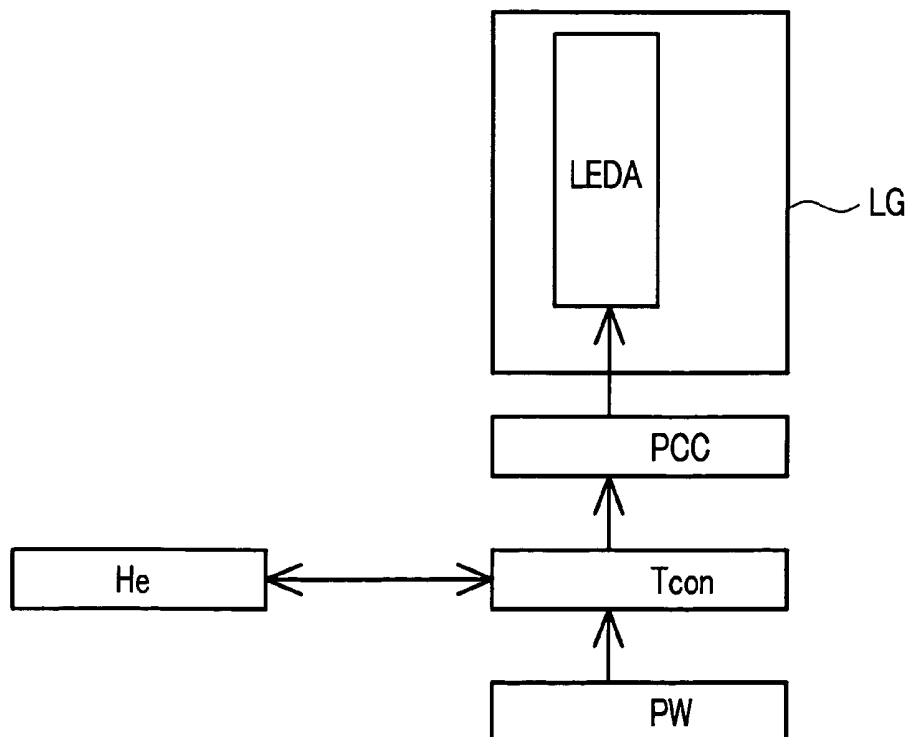 LEDA
LG
PCC
He
Tcon
PW